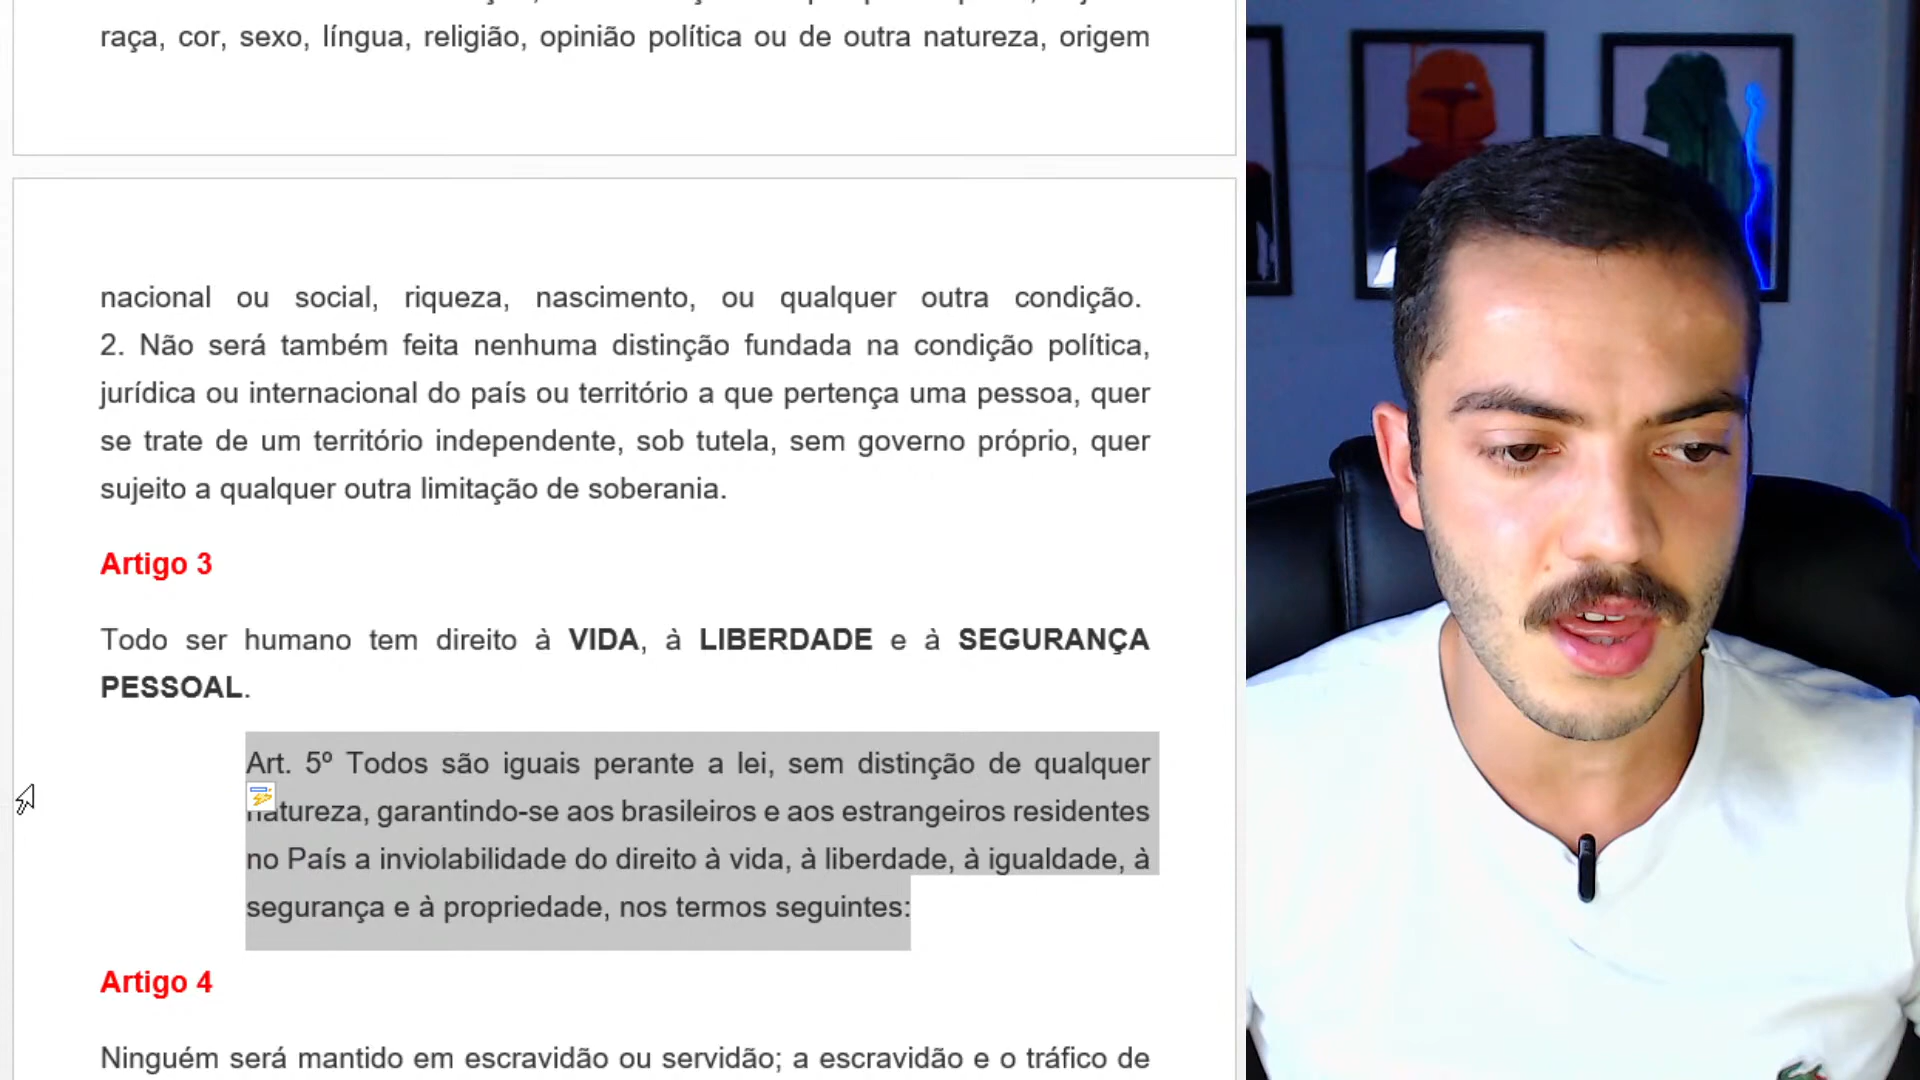 raça, cor, sexo, língua, religião, opinião política ou de outra natureza, origem
nacional ou social, riqueza, nascimento, ou qualquer outra condição.
2. Não será também feita nenhuma distinção fundada na condição política,
jurídica ou internacional do país ou território a que pertença uma pessoa, quer
se trate de um território independente, sob tutela, sem governo próprio, quer
sujeito a qualquer outra limitação de soberania.
Artigo 3
Todo ser humano tem direito à VIDA, à LIBERDADE e à SEGURANÇA
PESSOAL.
Art. 5º Todos são iguais perante a lei, sem distinção de qualquer
natureza, garantindo-se aos brasileiros e aos estrangeiros residentes
no País a inviolabilidade do direito à vida, à liberdade, à igualdade, à
segurança e à propriedade, nos termos seguintes:
Artigo 4
Ninguém será mantido em escravidão ou servidão; a escravidão e o tráfico de